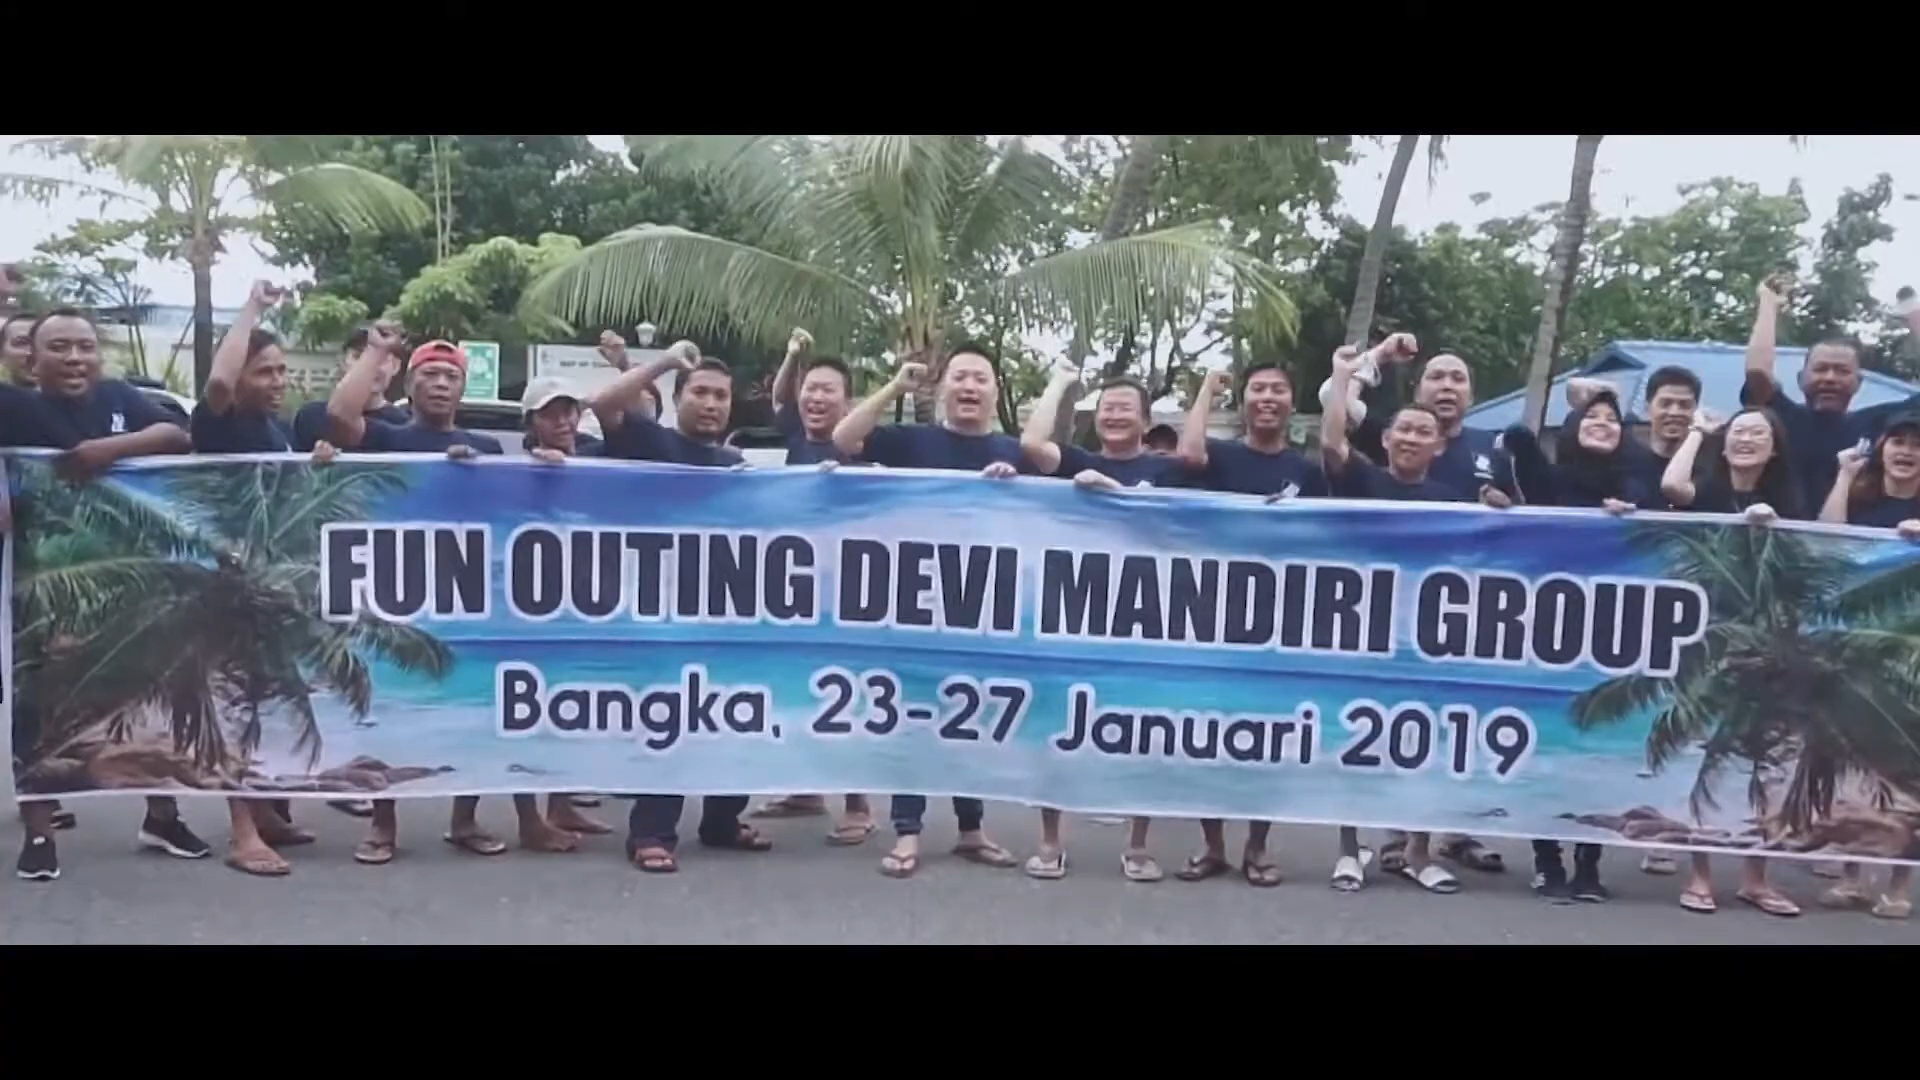 FUN OUTING DEVI MANDIRI GROUP
Bangka, 23-27 Januari 2019